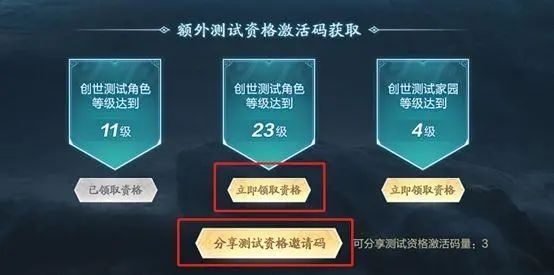 额外测试资格激活码获取
创世测试角色
等级达到
11级
创世测试角色
等级达到
23级
创世测试家园
等级达到
4级
已领取资格
立即领取资格
立即领取资格
分享测试资格邀请码
可分享测试资格激活码量：3